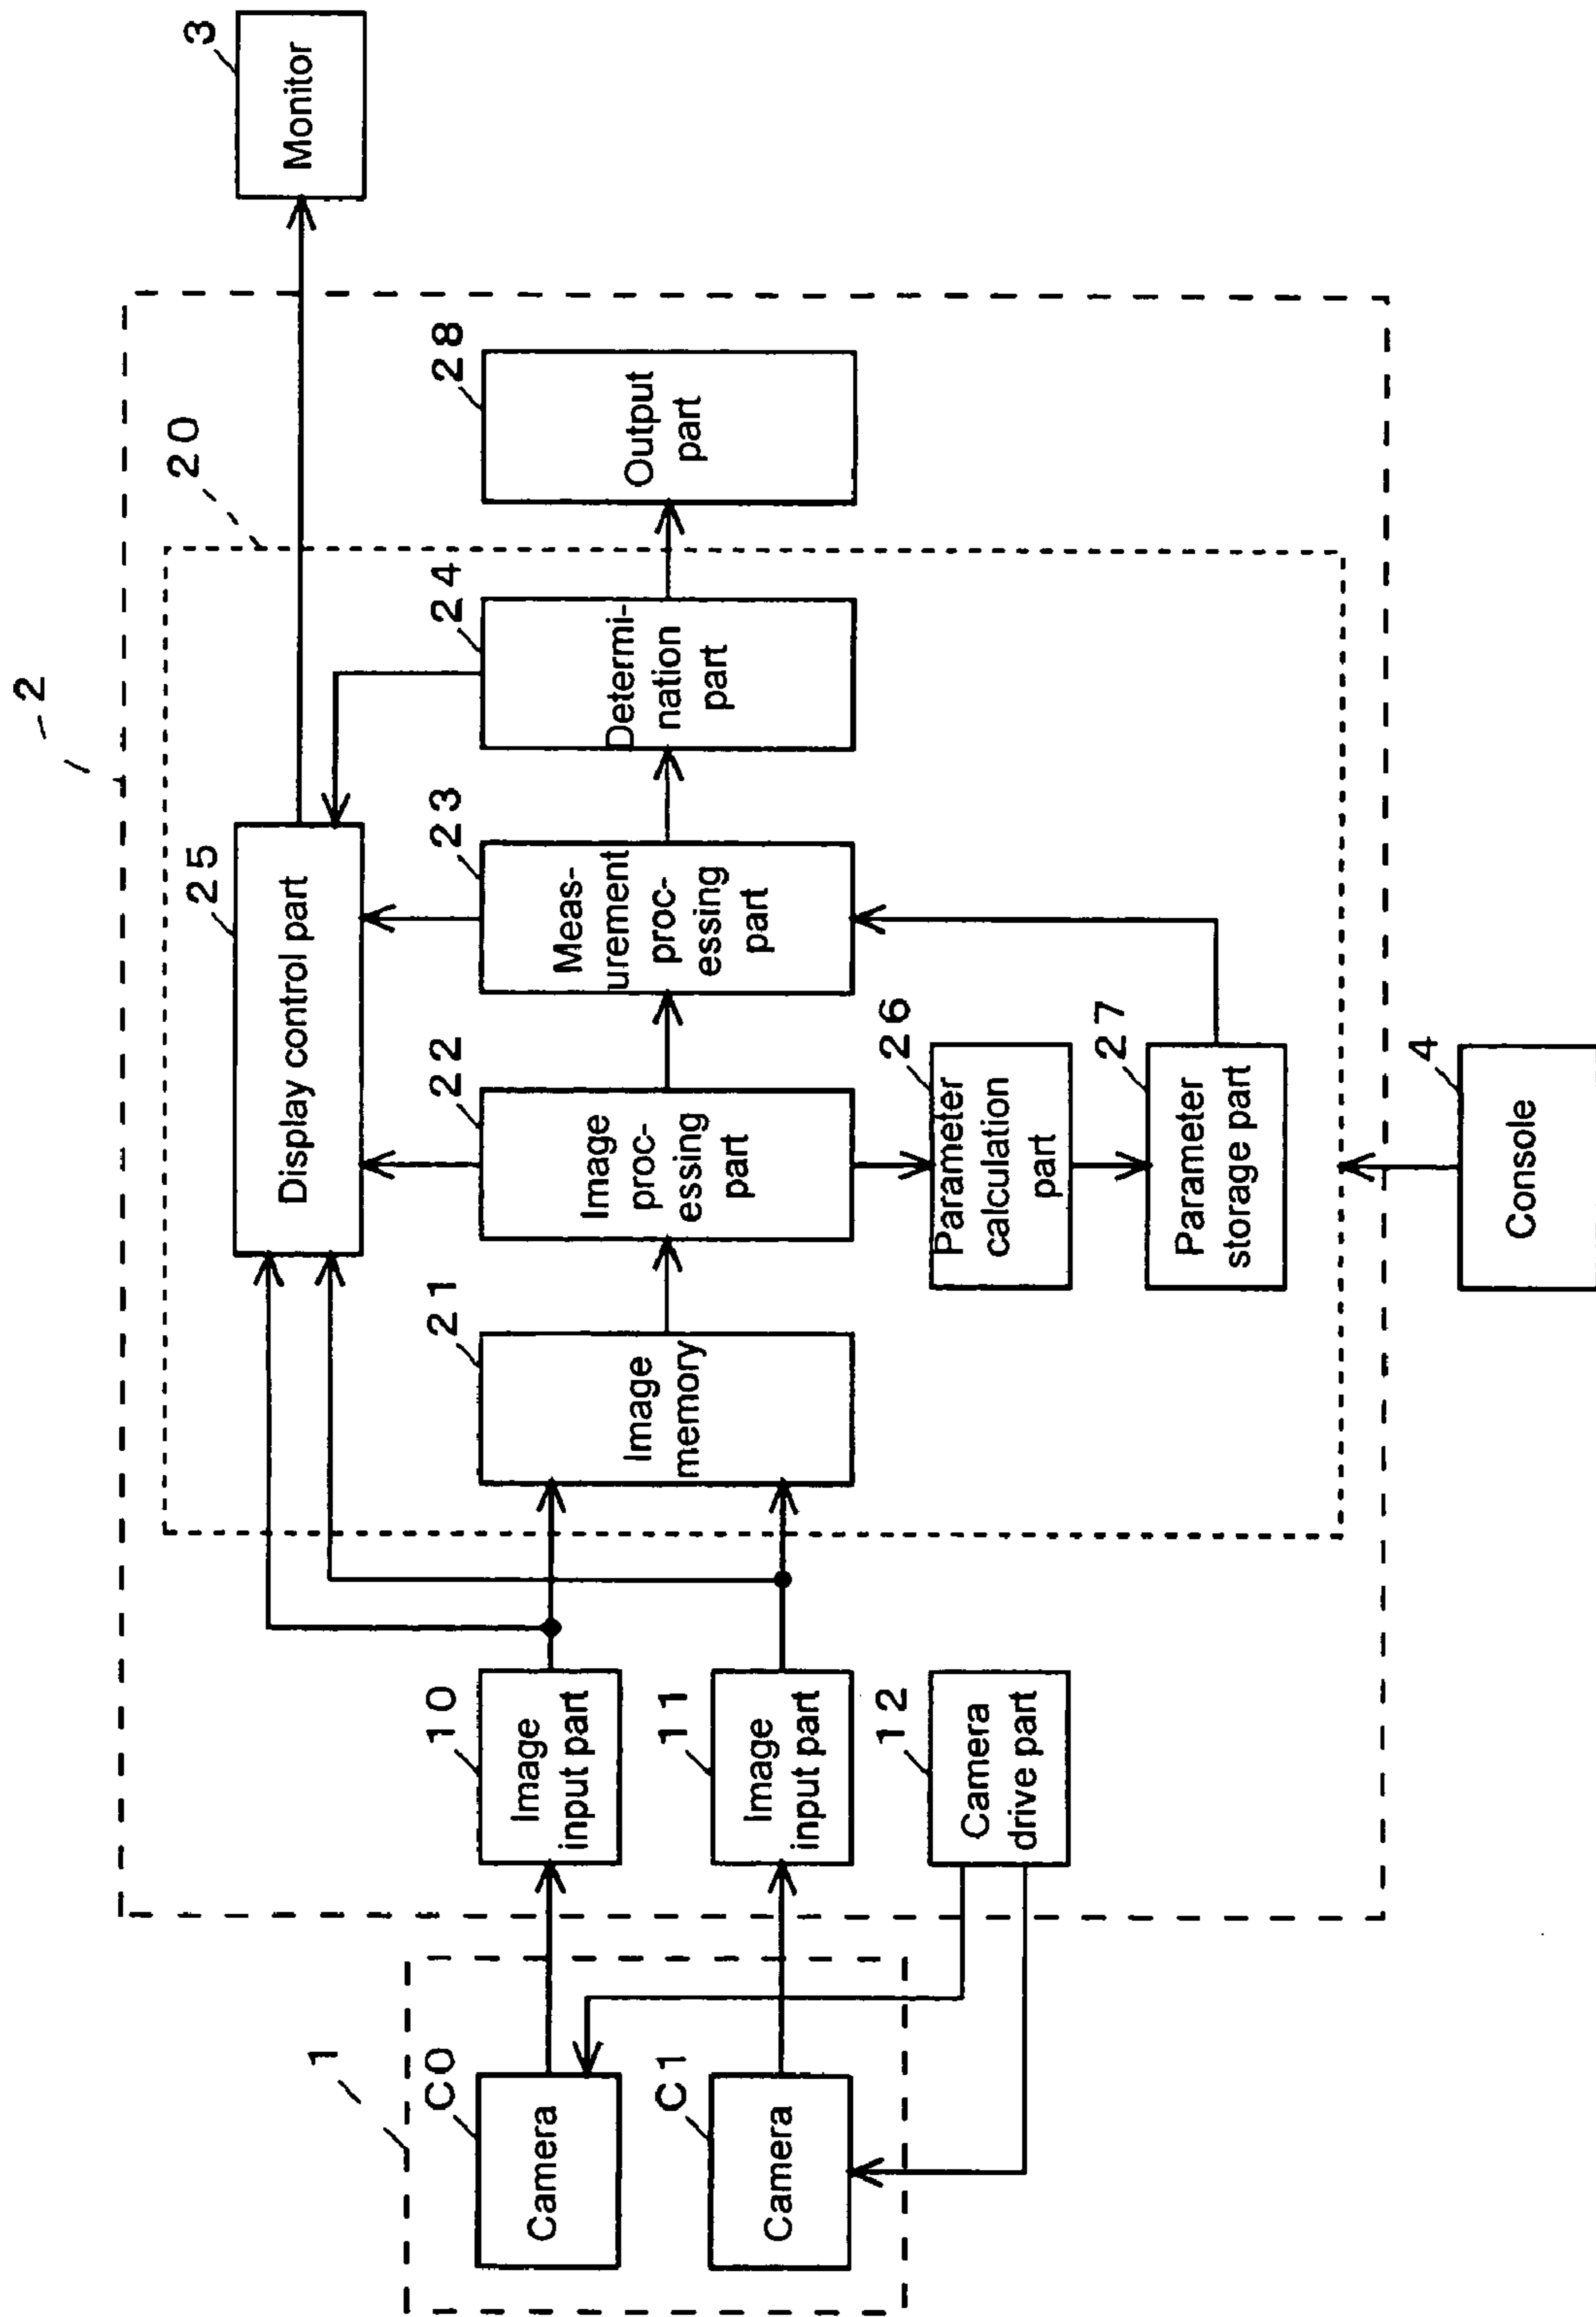 1
C0
Camera
C1
Camera
2
10
Image
input part
11
Image
input part
12
Camera
drive part
20
21
Image
memory
22
Image
proc-
essing
part
23
Meas-
urement
proc-
essing
part
24
Determi-
nation
part
25
Display control part
26
Parameter
calculation
part
27
Parameter
storage part
28
Output
part
3
Monitor
4
Console